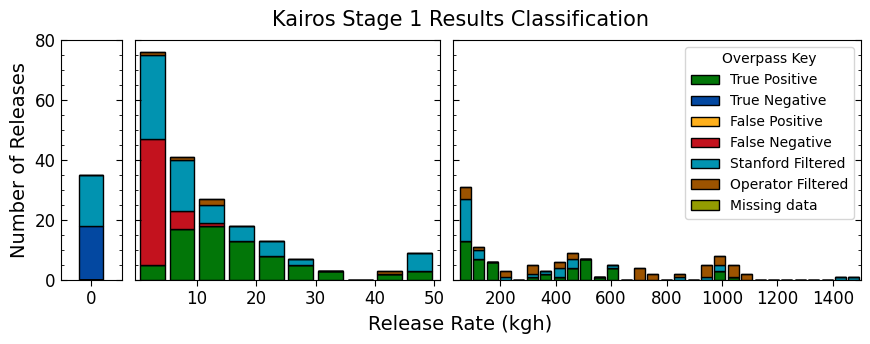 Kairos Stage 1 Results Classification
Number of Releases
80
60
40
20
0
0
10
20
30
40
50
200
400
600
800
1000
1200
1400
Release Rate (kgh)
Overpass Key
True Positive
True Negative
False Positive
False Negative
Stanford Filtered
Operator Filtered
Missing data